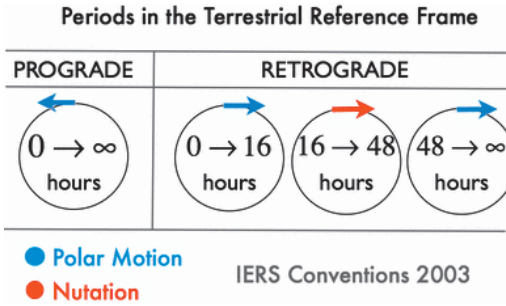 Periods in the Terrestrial Reference Frame
PROGRADE RETROGRADE
0 → ∞ 0 → 16 16 → 48 48 → ∞
hours hours hours hours
Polar Motion
Nutation
IERS Conventions 2003